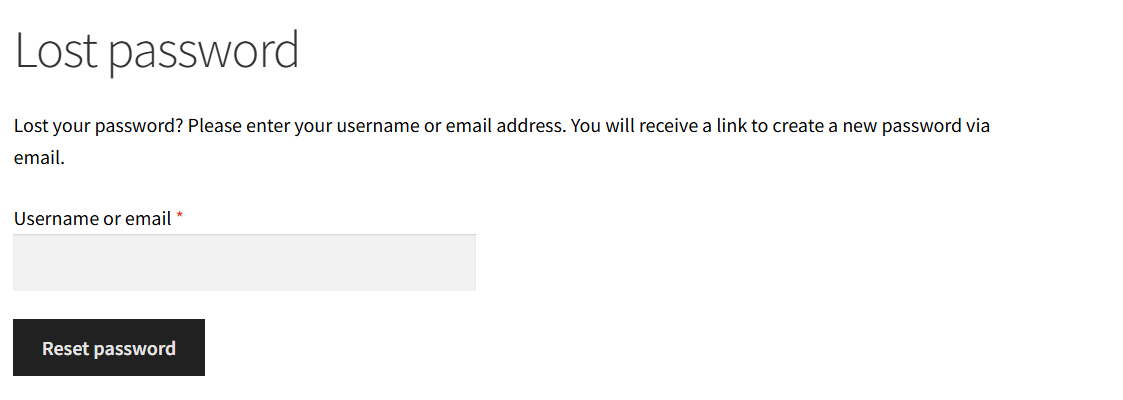 Lost password
Lost your password? Please enter your username or email address. You will receive a link to create a new password via
email.
Username or email *
Reset password